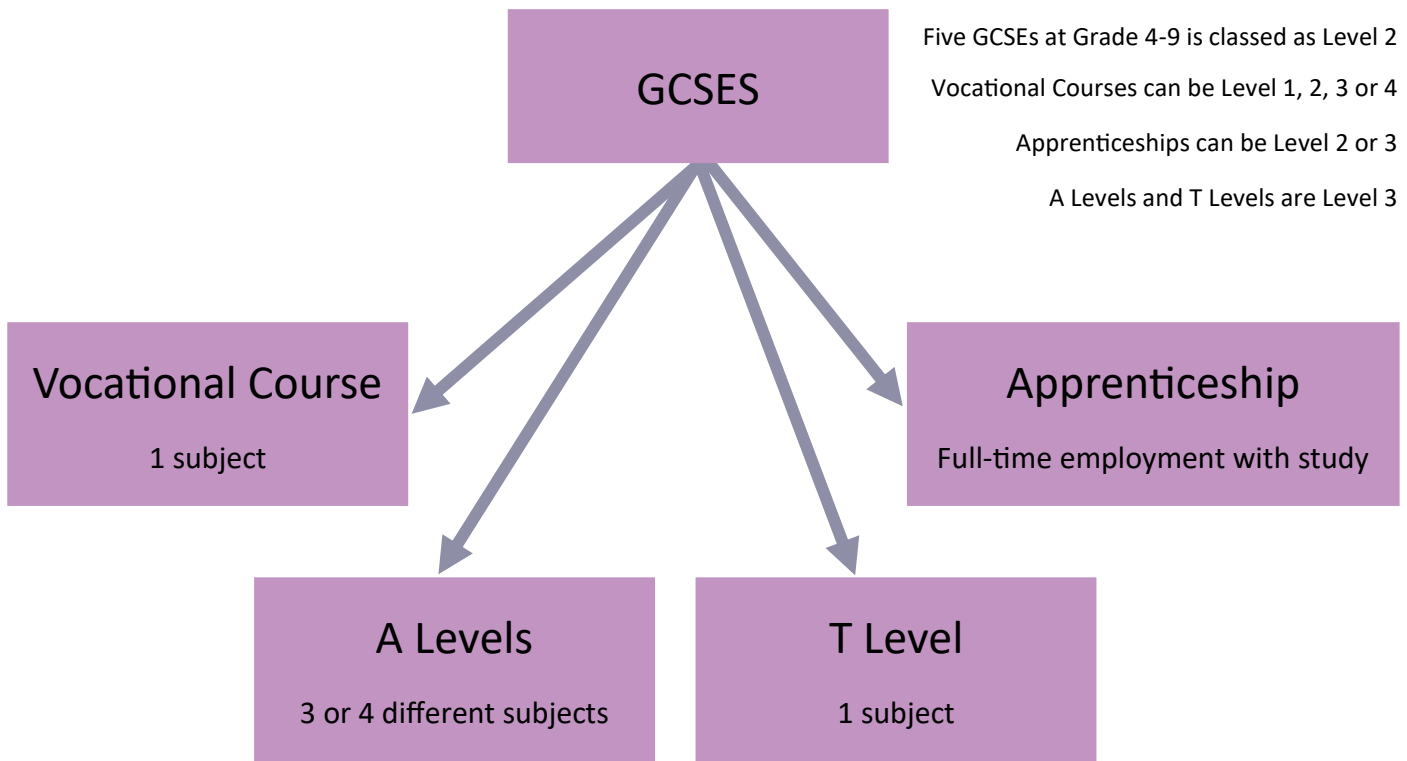 GCSES
Five GCSEs at Grade 4-9 is classed as Level 2
Vocational Courses can be Level 1, 2, 3 or 4
Apprenticeships can be Level 2 or 3
A Levels and T Levels are Level 3
Vocational Course
1 subject
Apprenticeship
Full-time employment with study
A Levels
3 or 4 different subjects
T Level
1 subject